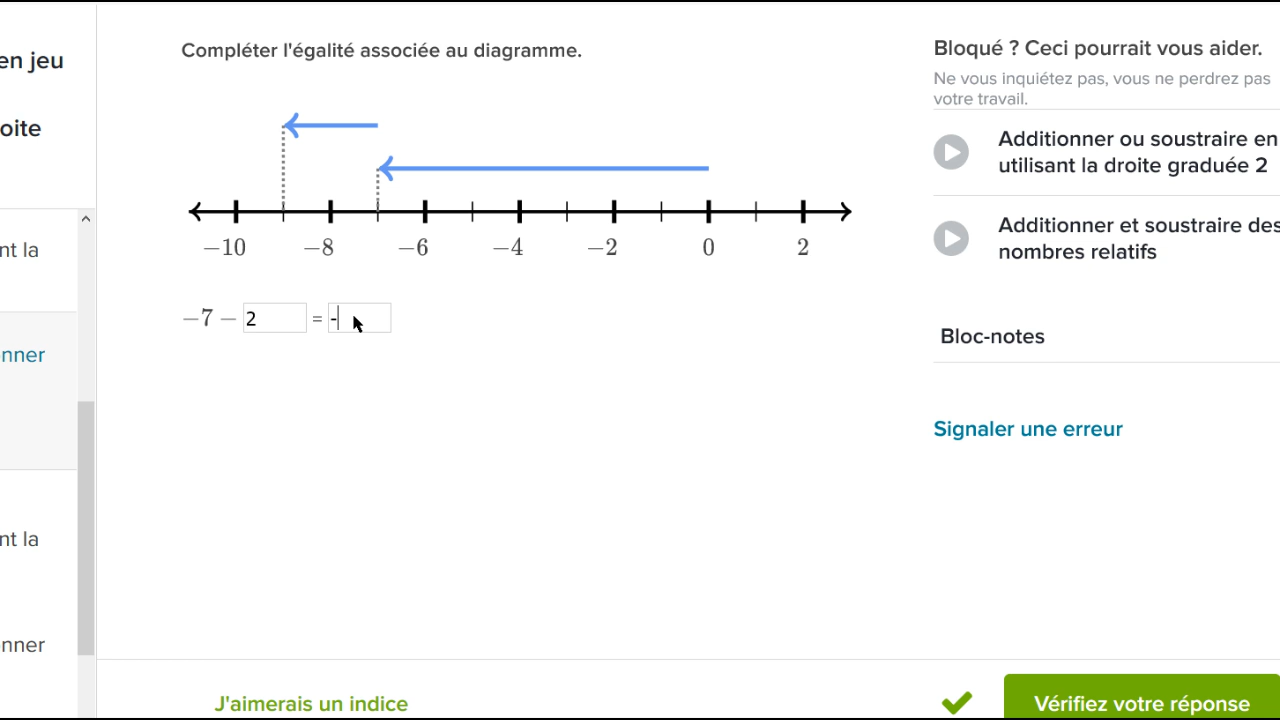 en jeu
oite
nt la
nner
nt la
nner
Compléter l'égalité associée au diagramme.
−10 −8 −6 −4 −2 0 2
−7 − 2 = -
J'aimerais un indice
Vérifiez votre réponse
Bloqué ? Ceci pourrait vous aider.
Ne vous inquiétez pas, vous ne perdrez pas
votre travail.
Additionner ou soustraire en
utilisant la droite graduée 2
Additionner et soustraire des
nombres relatifs
Bloc-notes
Signaler une erreur